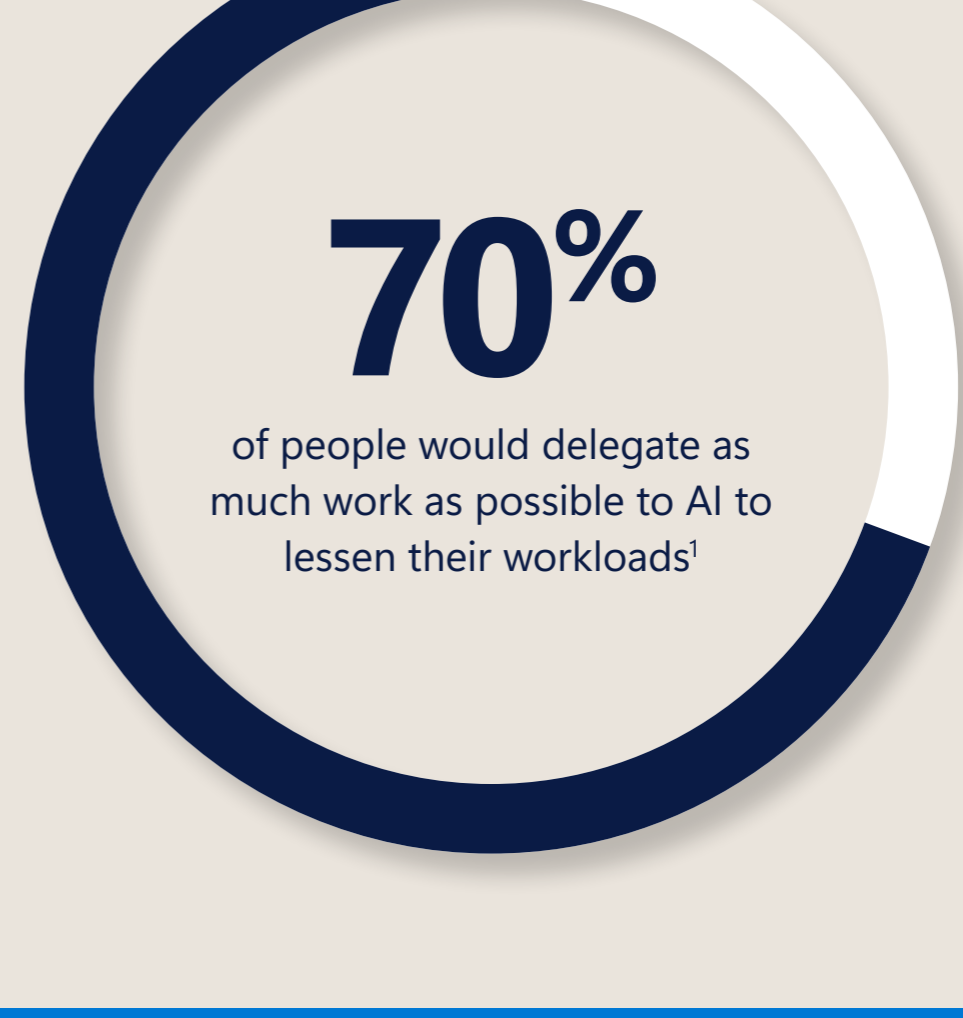 70%
of people would delegate as
much work as possible to AI to
lessen their workloads¹